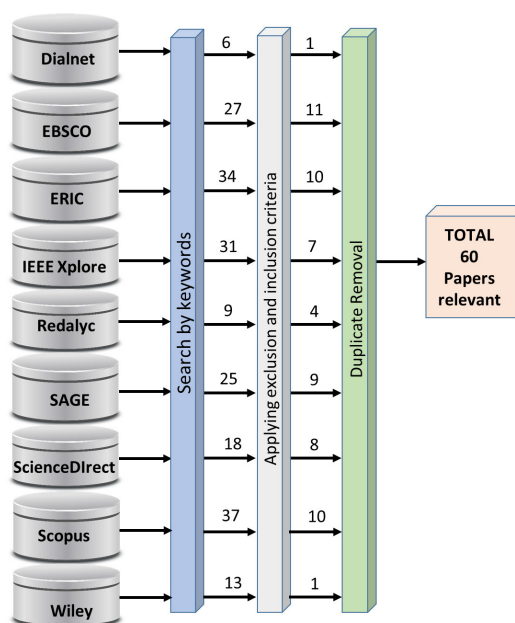 Dialnet
6
1
EBSCO
27
11
ERIC
34
10
IEEE Xplore
31
7
Redalyc
9
4
SAGE
25
9
ScienceDIrect
18
8
Scopus
37
10
Wiley
13
1
Search by keywords
Applying exclusion and inclusion criteria
Duplicate Removal
TOTAL
60
Papers
relevant